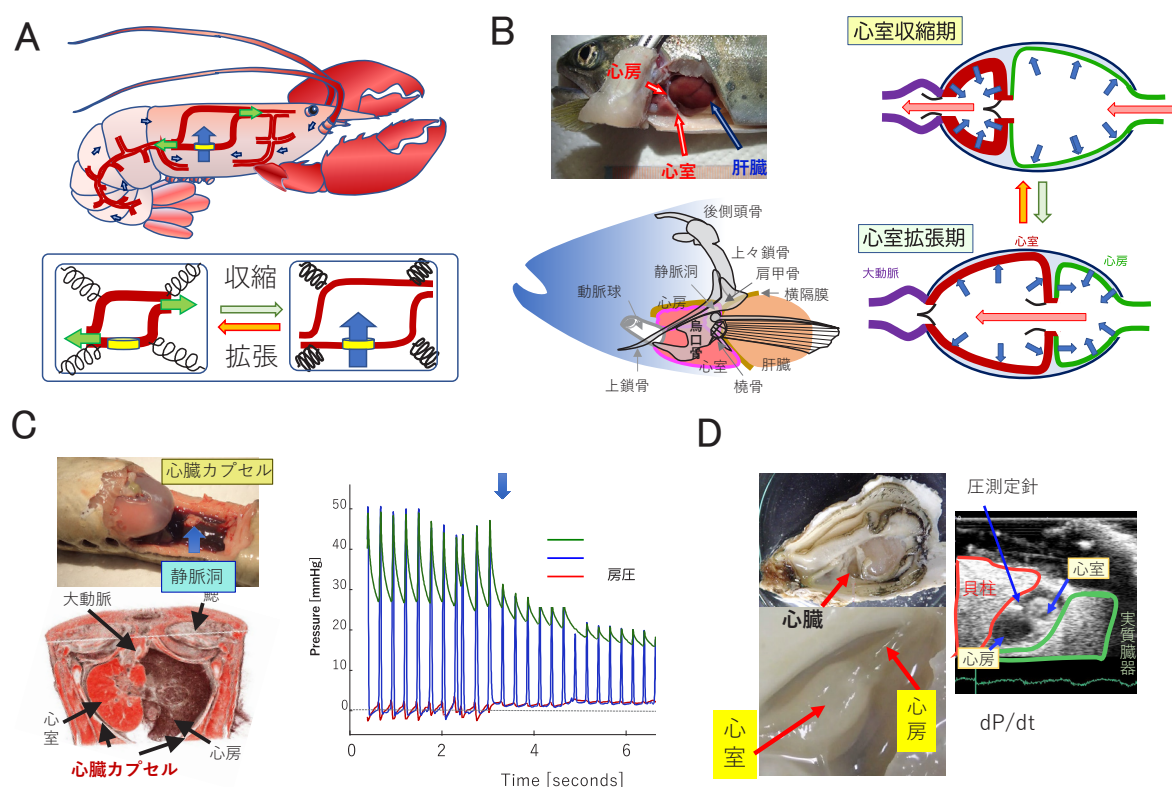 A
収縮
拡張
B
心房
心室
肝臓
後側頭骨
上々鎖骨
静脈洞
肩甲骨
動脈球
心房
横隔膜
烏口骨
心室
肝臓
上鎖骨
橈骨
心室収縮期
心室拡張期
心室
大動脈
心房
C
心臓カプセル
静脈洞
大動脈
鰓
心室
心房
心臓カプセル
Pressure [mmHg]
50
40
30
20
10
0
房圧
0
2
4
6
Time [seconds]
D
心臓
心室
心房
圧測定針
貝柱
心室
心房
実質臓器
dP/dt